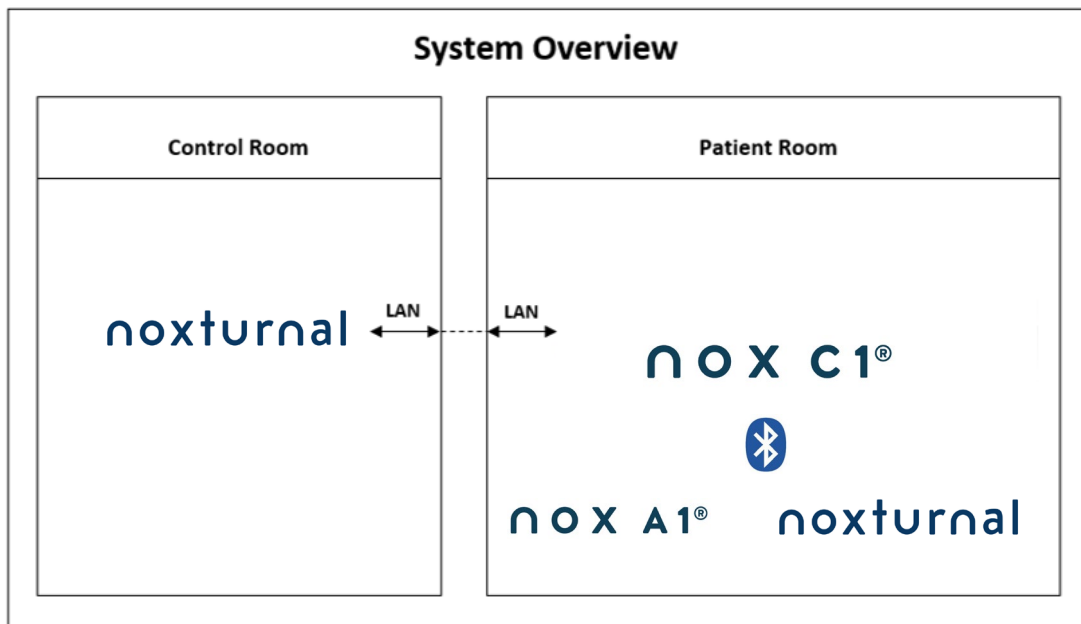 System Overview
Control Room
Patient Room
noxturnal
LAN
LAN
nox C1®
nox A1®
noxturnal